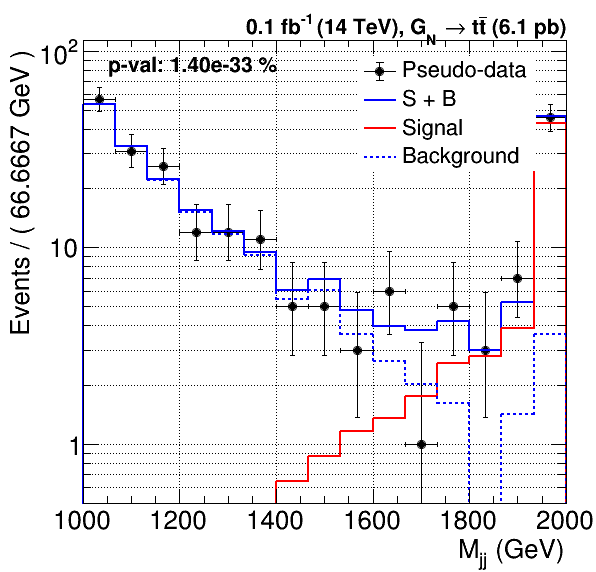 0.1 fb⁻¹ (14 TeV), G_N → tt̄ (6.1 pb)
10²
p-val: 1.40e-33 %
Pseudo-data
S + B
Signal
Background
Events / ( 66.6667 GeV )
10
1
1000 1200 1400 1600 1800 2000
M_jj (GeV)